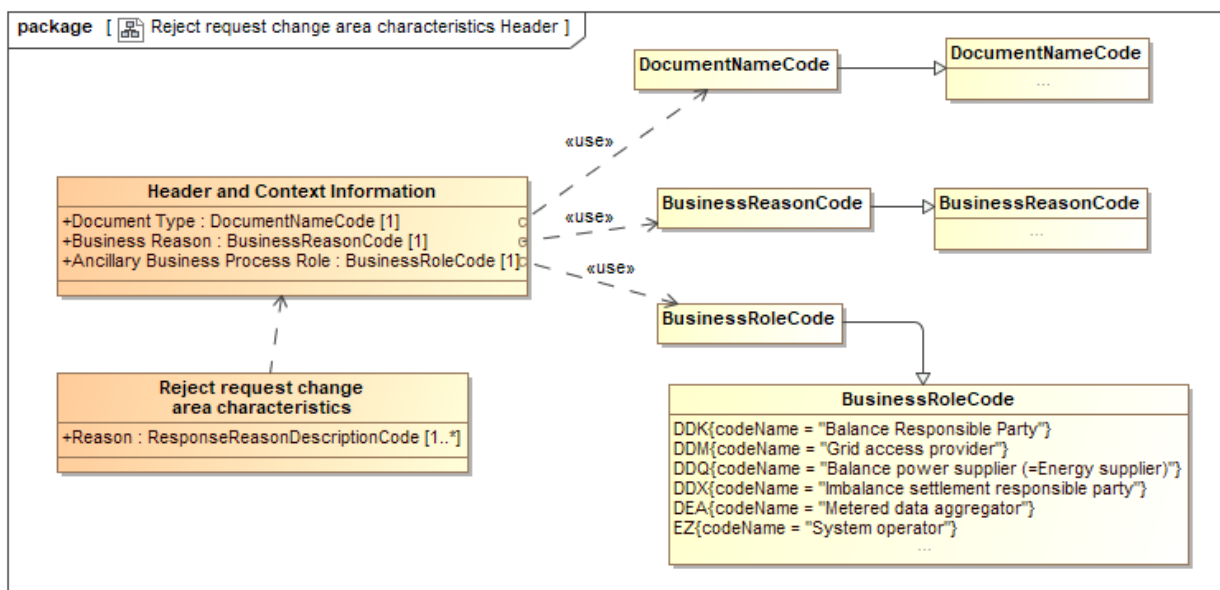 package [ Reject request change area characteristics Header ]
DocumentNameCode
DocumentNameCode
...
«use»
Header and Context Information
+Document Type : DocumentNameCode [1]
+Business Reason : BusinessReasonCode [1]
+Ancillary Business Process Role : BusinessRoleCode [1]
«use»
BusinessReasonCode
BusinessReasonCode
...
«use»
BusinessRoleCode
Reject request change
area characteristics
+Reason : ResponseReasonDescriptionCode [1..*]
BusinessRoleCode
DDK{codeName = "Balance Responsible Party"}
DDM{codeName = "Grid access provider"}
DDQ{codeName = "Balance power supplier (=Energy supplier)"}
DDX{codeName = "Imbalance settlement responsible party"}
DEA{codeName = "Metered data aggregator"}
EZ{codeName = "System operator"}
...